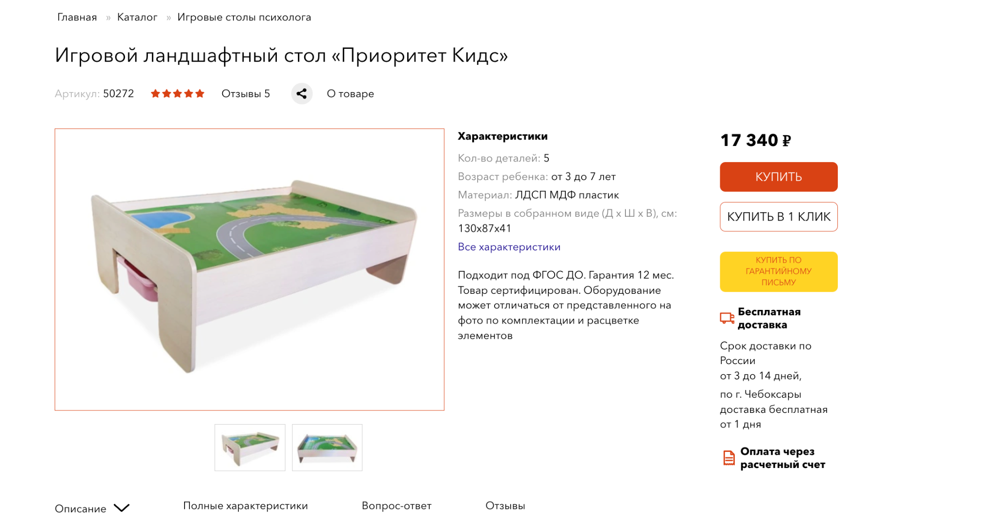 Главная » Каталог » Игровые столы психолога
Игровой ландшафтный стол «Приоритет Кидс»
Артикул: 50272 Отзывы 5 О товаре
Характеристики
Кол-во деталей: 5
Возраст ребенка: от 3 до 7 лет
Материал: ЛДСП МДФ пластик
Размеры в собранном виде (Д х Ш х В), см:
130х87х41
Все характеристики
Подходит под ФГОС ДО. Гарантия 12 мес.
Товар сертифицирован. Оборудование
может отличаться от представленного на
фото по комплектации и расцветке
элементов
17 340 ₽
КУПИТЬ
КУПИТЬ В 1 КЛИК
КУПИТЬ ПО
ГАРАНТИЙНОМУ
ПИСЬМУ
Бесплатная
доставка
Срок доставки по
России
от 3 до 14 дней,
по г. Чебоксары
доставка бесплатная
от 1 дня
Оплата через
расчетный счет
Описание Полные характеристики Вопрос-ответ Отзывы